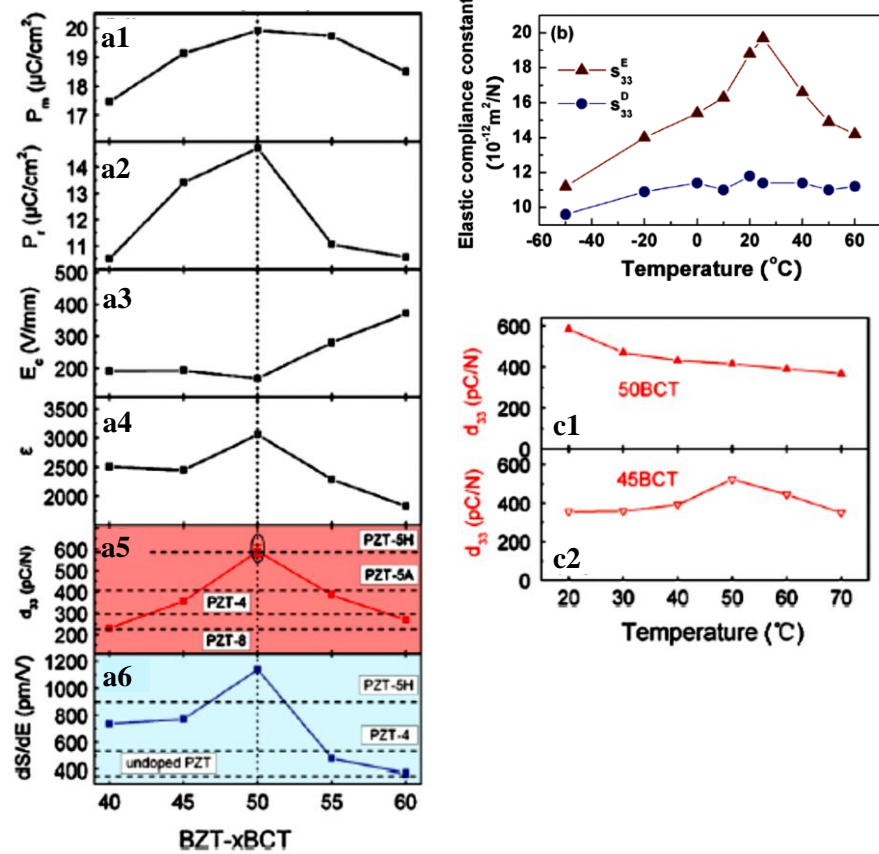 a1
P_m (μC/cm²)
20
19
18
17
a2
P_r (μC/cm²)
14
13
12
11
a3
E_c (V/mm)
500
400
300
200
a4
ε
3500
3000
2500
2000
a5
d_33 (pC/N)
600
500
400
300
200
PZT-5H
PZT-5A
PZT-4
PZT-8
a6
dS/dE (pm/V)
1200
1000
800
600
400
PZT-5H
PZT-4
undoped PZT
40 45 50 55 60
BZT-xBCT
(b)
Elastic compliance constant
(10⁻¹²m²/N)
20
18
16
14
12
10
s₃₃ᴱ
s₃₃ᴰ
-60 -40 -20 0 20 40 60
Temperature (°C)
c1
d_33 (pC/N)
600
400
200
0
50BCT
c2
d_33 (pC/N)
600
400
200
0
45BCT
20 30 40 50 60 70
Temperature (℃)